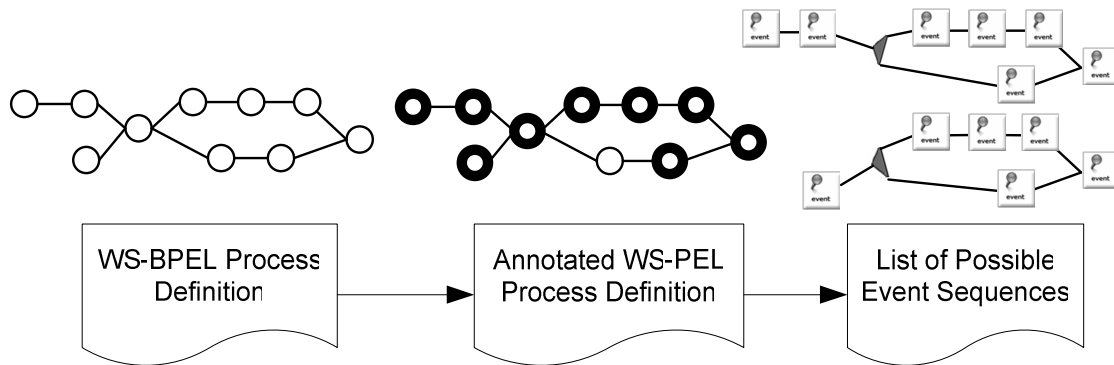 event event event event event
event
event
event event event
event
event
event
WS-BPEL Process
Definition
Annotated WS-PEL
Process Definition
List of Possible
Event Sequences